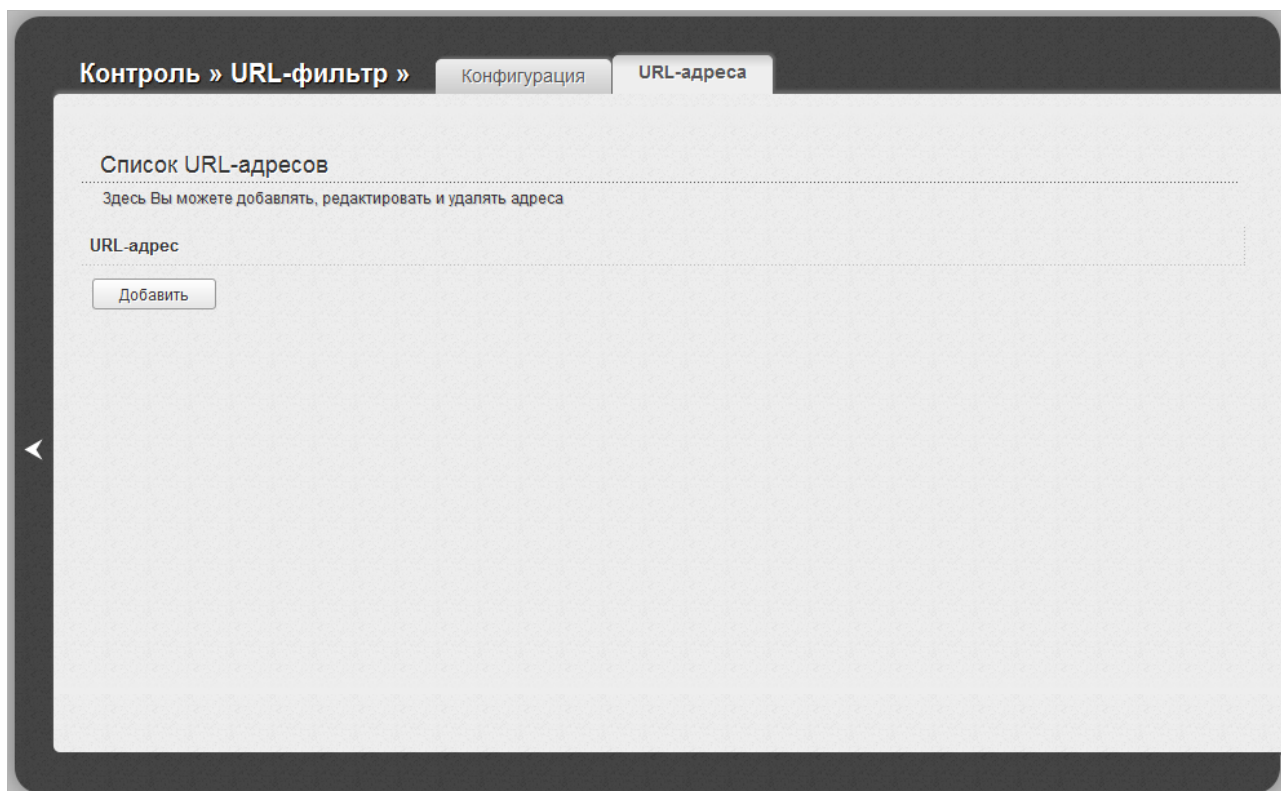 Контроль » URL-фильтр » Конфигурация URL-адреса
Список URL-адресов
Здесь Вы можете добавлять, редактировать и удалять адреса
URL-адрес
Добавить